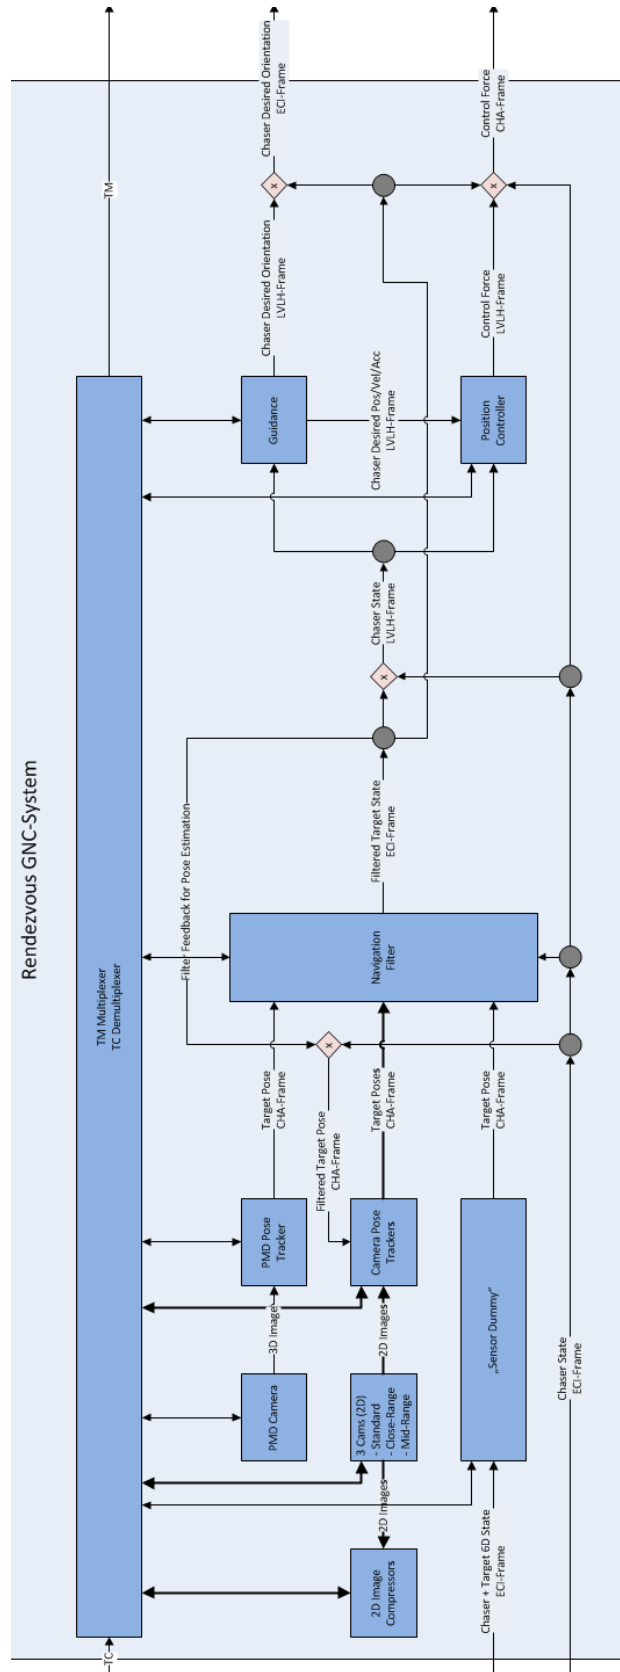 Rendezvous GNC-System
TC
TM Multiplexer
TC Demultiplexer
TM
PMD Camera
3D Image
PMD Pose
Tracker
Target Pose
CHA-Frame
Filter Feedback for Pose Estimation
2D Image
Compressors
2D Images
3 Cams (2D)
- Standard
- Close-Range
- Mid-Range
2D Images
Camera Pose
Trackers
Filtered Target Pose
CHA-Frame
Target Poses
CHA-Frame
Chaser + Target 6D State
ECI-Frame
„Sensor Dummy“
Target Pose
CHA-Frame
Chaser State
ECI-Frame
Navigation
Filter
Filtered Target State
ECI-Frame
Chaser State
LVLH-Frame
Guidance
Chaser Desired Pos/Vel/Acc
LVLH-Frame
Position
Controller
Chaser Desired Orientation
LVLH-Frame
Control Force
LVLH-Frame
x
x
x
x
Chaser Desired Orientation
ECI-Frame
Control Force
CHA-Frame